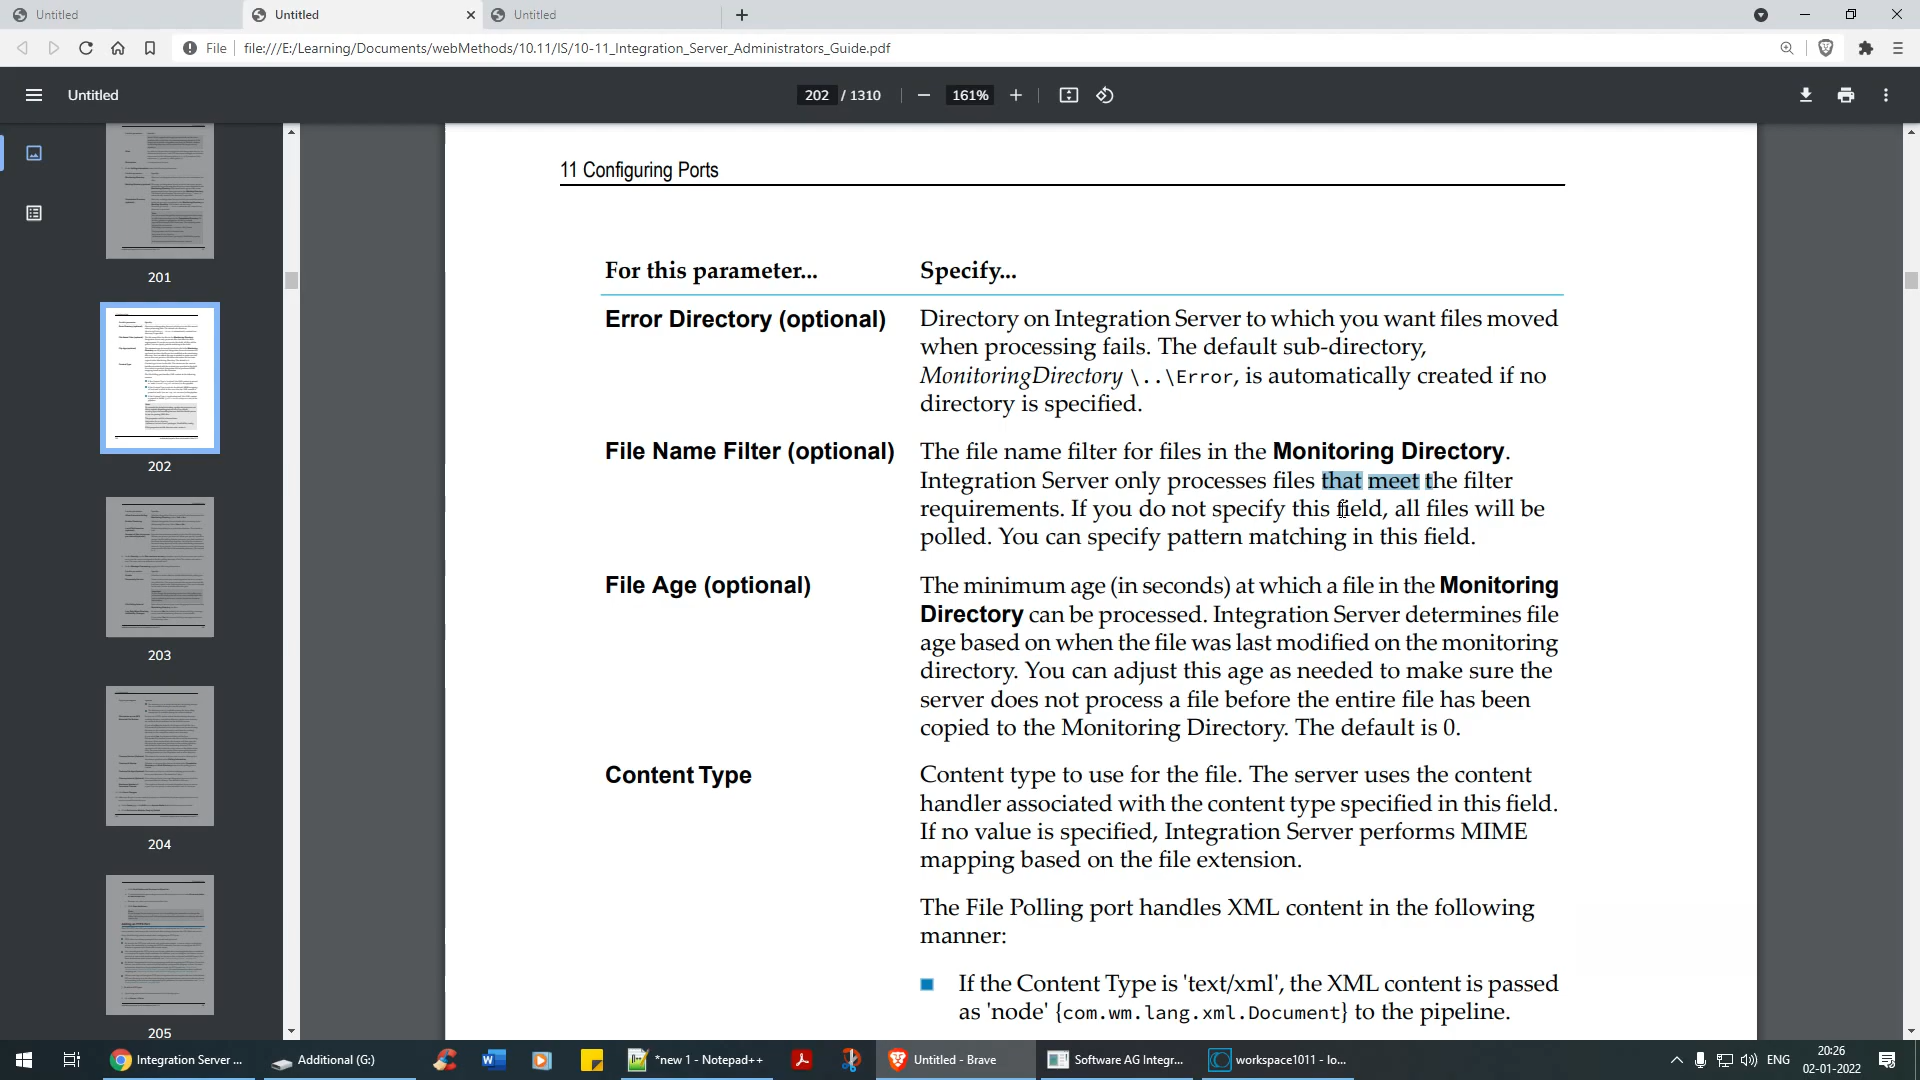 Untitled
Untitled
Untitled
File
file:///E:/Learning/Documents/webMethods/10.11/IS/10-11_Integration_Server_Administrators_Guide.pdf
Untitled
202 / 1310
161%
201
202
203
204
205
11 Configuring Ports
For this parameter... Specify...
Error Directory (optional)
Directory on Integration Server to which you want files moved
when processing fails. The default sub-directory,
MonitoringDirectory \..\Error, is automatically created if no
directory is specified.
File Name Filter (optional)
The file name filter for files in the Monitoring Directory.
Integration Server only processes files that meet the filter
requirements. If you do not specify this field, all files will be
polled. You can specify pattern matching in this field.
File Age (optional)
The minimum age (in seconds) at which a file in the Monitoring
Directory can be processed. Integration Server determines file
age based on when the file was last modified on the monitoring
directory. You can adjust this age as needed to make sure the
server does not process a file before the entire file has been
copied to the Monitoring Directory. The default is 0.
Content Type
Content type to use for the file. The server uses the content
handler associated with the content type specified in this field.
If no value is specified, Integration Server performs MIME
mapping based on the file extension.
The File Polling port handles XML content in the following
manner:
If the Content Type is 'text/xml', the XML content is passed
as 'node' {com.wm.lang.xml.Document} to the pipeline.
Integration Server ...
Additional (G:)
*new 1 - Notepad++
Untitled - Brave
Software AG Integr...
workspace1011 - Io...
ENG
20:26
02-01-2022